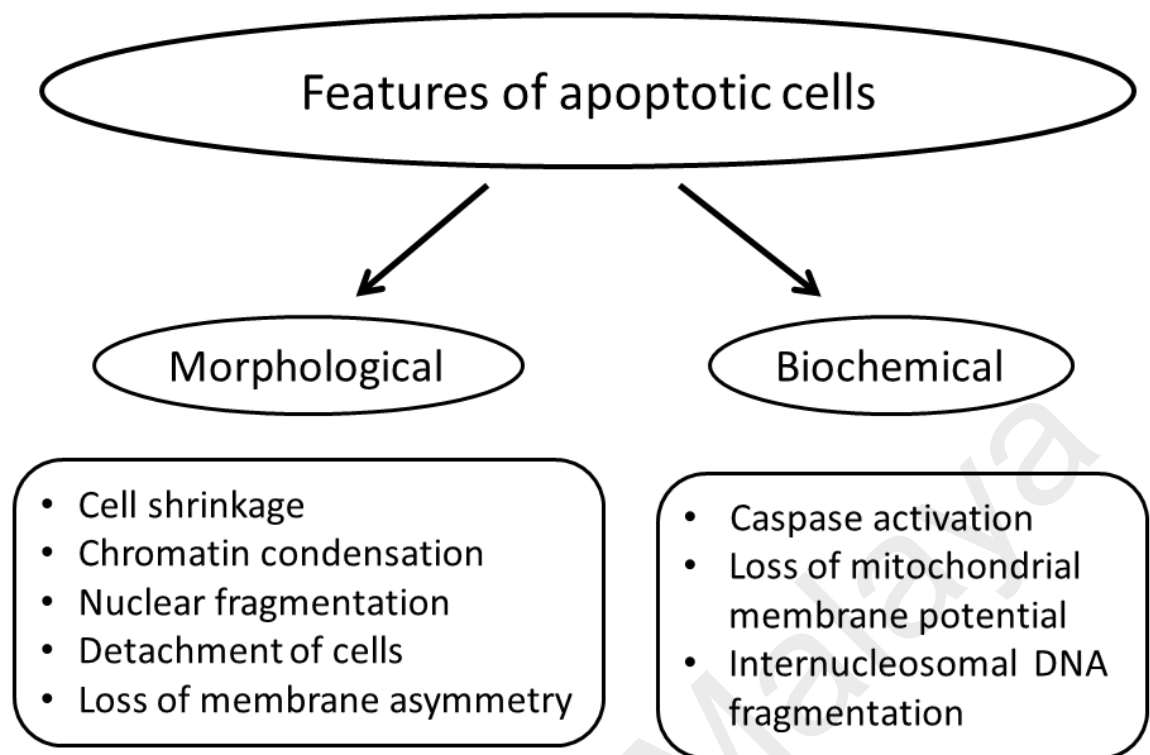 Features of apoptotic cells
Morphological
Biochemical
• Cell shrinkage
• Chromatin condensation
• Nuclear fragmentation
• Detachment of cells
• Loss of membrane asymmetry
• Caspase activation
• Loss of mitochondrial
membrane potential
• Internucleosomal DNA
fragmentation
Malaya